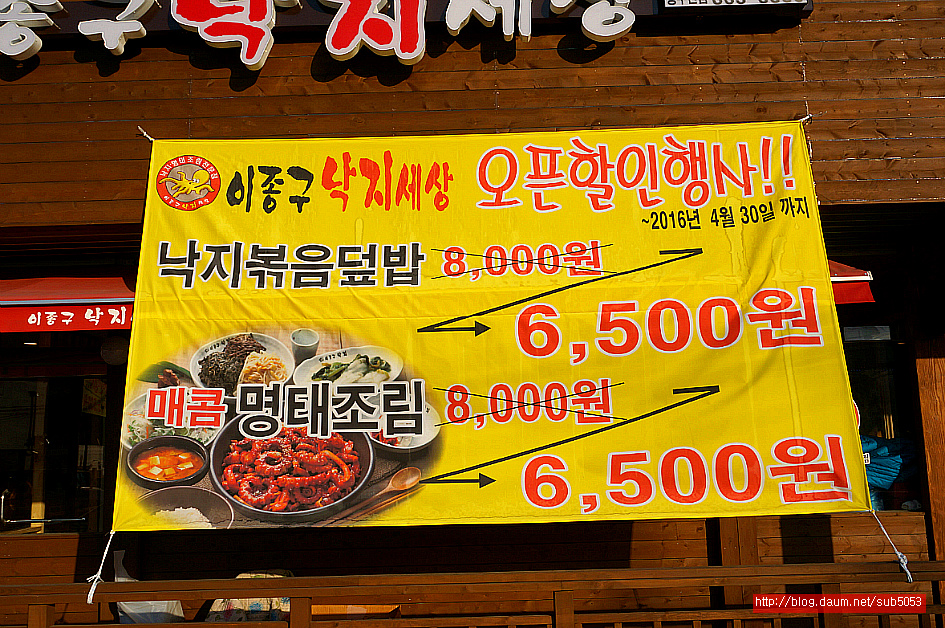 종구 낙지세상
이종구 낙지세상 오픈할인행사!!
~2016년 4월 30일 까지
낙지볶음덮밥 8,000원
6,500원
이종구 낙지
매콤 명태조림 8,000원
6,500원
http://blog.daum.net/sub5053